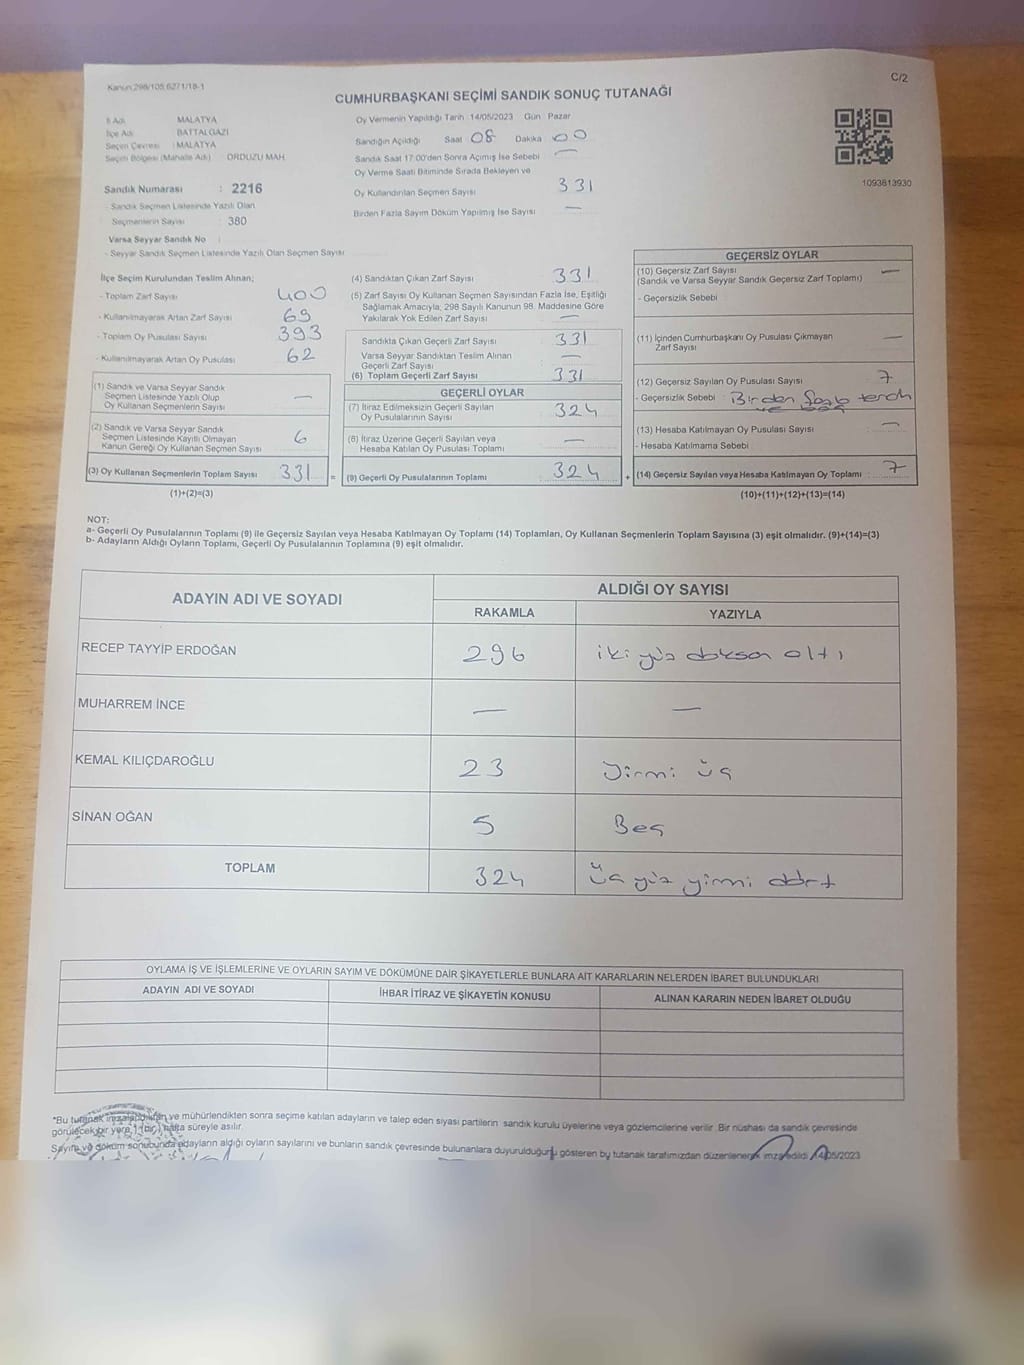 Kanun:298/105;6271/18-1
C/2
CUMHURBAŞKANI SEÇİMİ SANDIK SONUÇ TUTANAĞI
İl Adı : MALATYA
İlçe Adı : BATTALGAZİ
Seçim Çevresi : MALATYA
Seçim Bölgesi (Mahalle Adı) : ORDUZU MAH.
Sandık Numarası : 2216
- Sandık Seçmen Listesinde Yazılı Olan
Seçmenlerin Sayısı : 380
Varsa Seyyar Sandık No :
- Seyyar Sandık Seçmen Listesinde Yazılı Olan Seçmen Sayısı
Oy Vermenin Yapıldığı Tarih 14/05/2023 Gün Pazar
Sandığın Açıldığı Saat 08 Dakika 00
Sandık Saat 17:00'den Sonra Açımış İse Sebebi —
Oy Verme Saati Bitiminde Sırada Bekleyen ve
Oy Kullandırılan Seçmen Sayısı 331
Birden Fazla Sayım Döküm Yapılmış İse Sayısı —
1093813930
İlçe Seçim Kurulundan Teslim Alınan;
- Toplam Zarf Sayısı 400
- Kullanılmayarak Artan Zarf Sayısı 69
- Toplam Oy Pusulası Sayısı 393
- Kullanılmayarak Artan Oy Pusulası 62
(1) Sandık ve Varsa Seyyar Sandık
Seçmen Listesinde Yazılı Olup
Oy Kullanan Seçmenlerin Sayısı —
(2) Sandık ve Varsa Seyyar Sandık
Seçmen Listesinde Kayıtlı Olmayan
Kanun Gereği Oy Kullanan Seçmen Sayısı 6
(3) Oy Kullanan Seçmenlerin Toplam Sayısı 331 =
(1)+(2)=(3)
(4) Sandıktan Çıkan Zarf Sayısı 331
(5) Zarf Sayısı Oy Kullanan Seçmen Sayısından Fazla İse, Eşitliği
Sağlamak Amacıyla; 298 Sayılı Kanunun 98. Maddesine Göre
Yakılarak Yok Edilen Zarf Sayısı —
Sandıkta Çıkan Geçerli Zarf Sayısı 331
Varsa Seyyar Sandıktan Teslim Alınan
Geçerli Zarf Sayısı —
(6) Toplam Geçerli Zarf Sayısı 331
GEÇERLİ OYLAR
(7) İtiraz Edilmeksizin Geçerli Sayılan
Oy Pusulalarının Sayısı 324
(8) İtiraz Üzerine Geçerli Sayılan veya
Hesaba Katılan Oy Pusulası Toplamı —
(9) Geçerli Oy Pusulalarının Toplamı 324 +
GEÇERSİZ OYLAR
(10) Geçersiz Zarf Sayısı —
(Sandık ve Varsa Seyyar Sandık Geçersiz Zarf Toplamı)
- Geçersizlik Sebebi
(11) İçinden Cumhurbaşkanı Oy Pusulası Çıkmayan
Zarf Sayısı —
(12) Geçersiz Sayılan Oy Pusulası Sayısı 7
- Geçersizlik Sebebi : Birden fazla tercih
(13) Hesaba Katılmayan Oy Pusulası Sayısı —
- Hesaba Katılmama Sebebi
(14) Geçersiz Sayılan veya Hesaba Katılmayan Oy Toplamı 7
(10)+(11)+(12)+(13)=(14)
NOT:
a- Geçerli Oy Pusulalarının Toplamı (9) ile Geçersiz Sayılan veya Hesaba Katılmayan Oy Toplamı (14) Toplamları, Oy Kullanan Seçmenlerin Toplam Sayısına (3) eşit olmalıdır. (9)+(14)=(3)
b- Adayların Aldığı Oyların Toplamı, Geçerli Oy Pusulalarının Toplamına (9) eşit olmalıdır.
ADAYIN ADI VE SOYADI
ALDIĞI OY SAYISI
RAKAMLA YAZIYLA
RECEP TAYYİP ERDOĞAN 296 iki yüz doksan altı
MUHARREM İNCE — —
KEMAL KILIÇDAROĞLU 23 Yirmi üç
SİNAN OĞAN 5 Beş
TOPLAM 324 üç yüz yirmi dört
OYLAMA İŞ VE İŞLEMLERİNE VE OYLARIN SAYIM VE DÖKÜMÜNE DAİR ŞİKAYETLERLE BUNLARA AİT KARARLARIN NELERDEN İBARET BULUNDUKLARI
ADAYIN ADI VE SOYADI İHBAR İTİRAZ VE ŞİKAYETİN KONUSU ALINAN KARARIN NEDEN İBARET OLDUĞU
*Bu tutanak imzalandıktan ve mühürlendikten sonra seçime katılan adayların ve talep eden siyasi partilerin sandık kurulu üyelerine veya gözlemcilerine verilir. Bir nüshası da sandık çevresinde
görülecek bir yere 1 (bir) hafta süreyle asılır.
Sayım ve döküm sonubunda adayların aldığı oyların sayılarını ve bunların sandık çevresinde bulunanlara duyurulduğunu gösteren bu tutanak tarafımızdan düzenlenerek imza edildi 14/05/2023